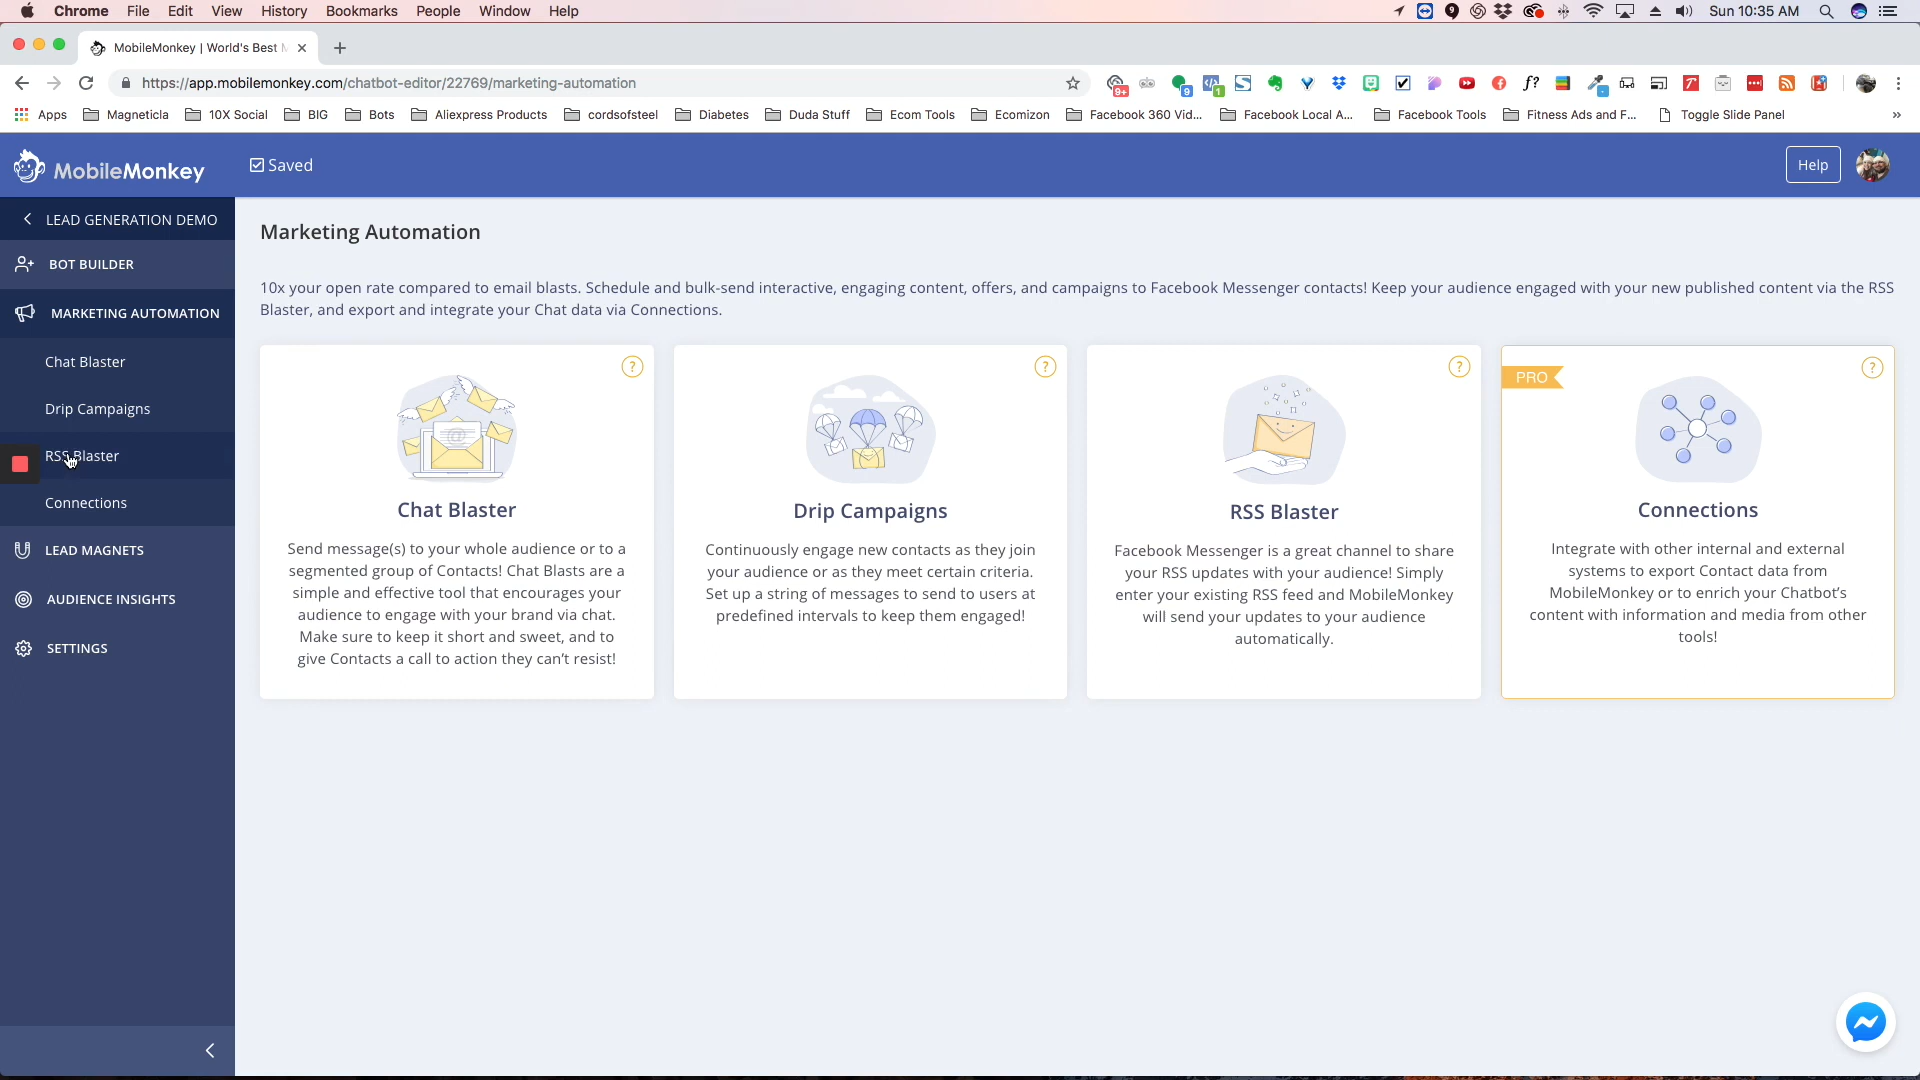 Chrome File Edit View History Bookmarks People Window Help
Sun 10:35 AM
MobileMonkey | World's Best
https://app.mobilemonkey.com/chatbot-editor/22769/marketing-automation
9+
9
1
f?
Apps Magneticla 10X Social BIG Bots Aliexpress Products cordsofsteel Diabetes Duda Stuff Ecom Tools Ecomizon Facebook 360 Vid... Facebook Local A... Facebook Tools Fitness Ads and F... Toggle Slide Panel »
MobileMonkey
Saved
Help
LEAD GENERATION DEMO
BOT BUILDER
MARKETING AUTOMATION
Chat Blaster
Drip Campaigns
RSS Blaster
Connections
LEAD MAGNETS
AUDIENCE INSIGHTS
SETTINGS
Marketing Automation
10x your open rate compared to email blasts. Schedule and bulk-send interactive, engaging content, offers, and campaigns to Facebook Messenger contacts! Keep your audience engaged with your new published content via the RSS
Blaster, and export and integrate your Chat data via Connections.
?
Chat Blaster
Send message(s) to your whole audience or to a
segmented group of Contacts! Chat Blasts are a
simple and effective tool that encourages your
audience to engage with your brand via chat.
Make sure to keep it short and sweet, and to
give Contacts a call to action they can't resist!
?
Drip Campaigns
Continuously engage new contacts as they join
your audience or as they meet certain criteria.
Set up a string of messages to send to users at
predefined intervals to keep them engaged!
?
RSS Blaster
Facebook Messenger is a great channel to share
your RSS updates with your audience! Simply
enter your existing RSS feed and MobileMonkey
will send your updates to your audience
automatically.
PRO
?
Connections
Integrate with other internal and external
systems to export Contact data from
MobileMonkey or to enrich your Chatbot's
content with information and media from other
tools!